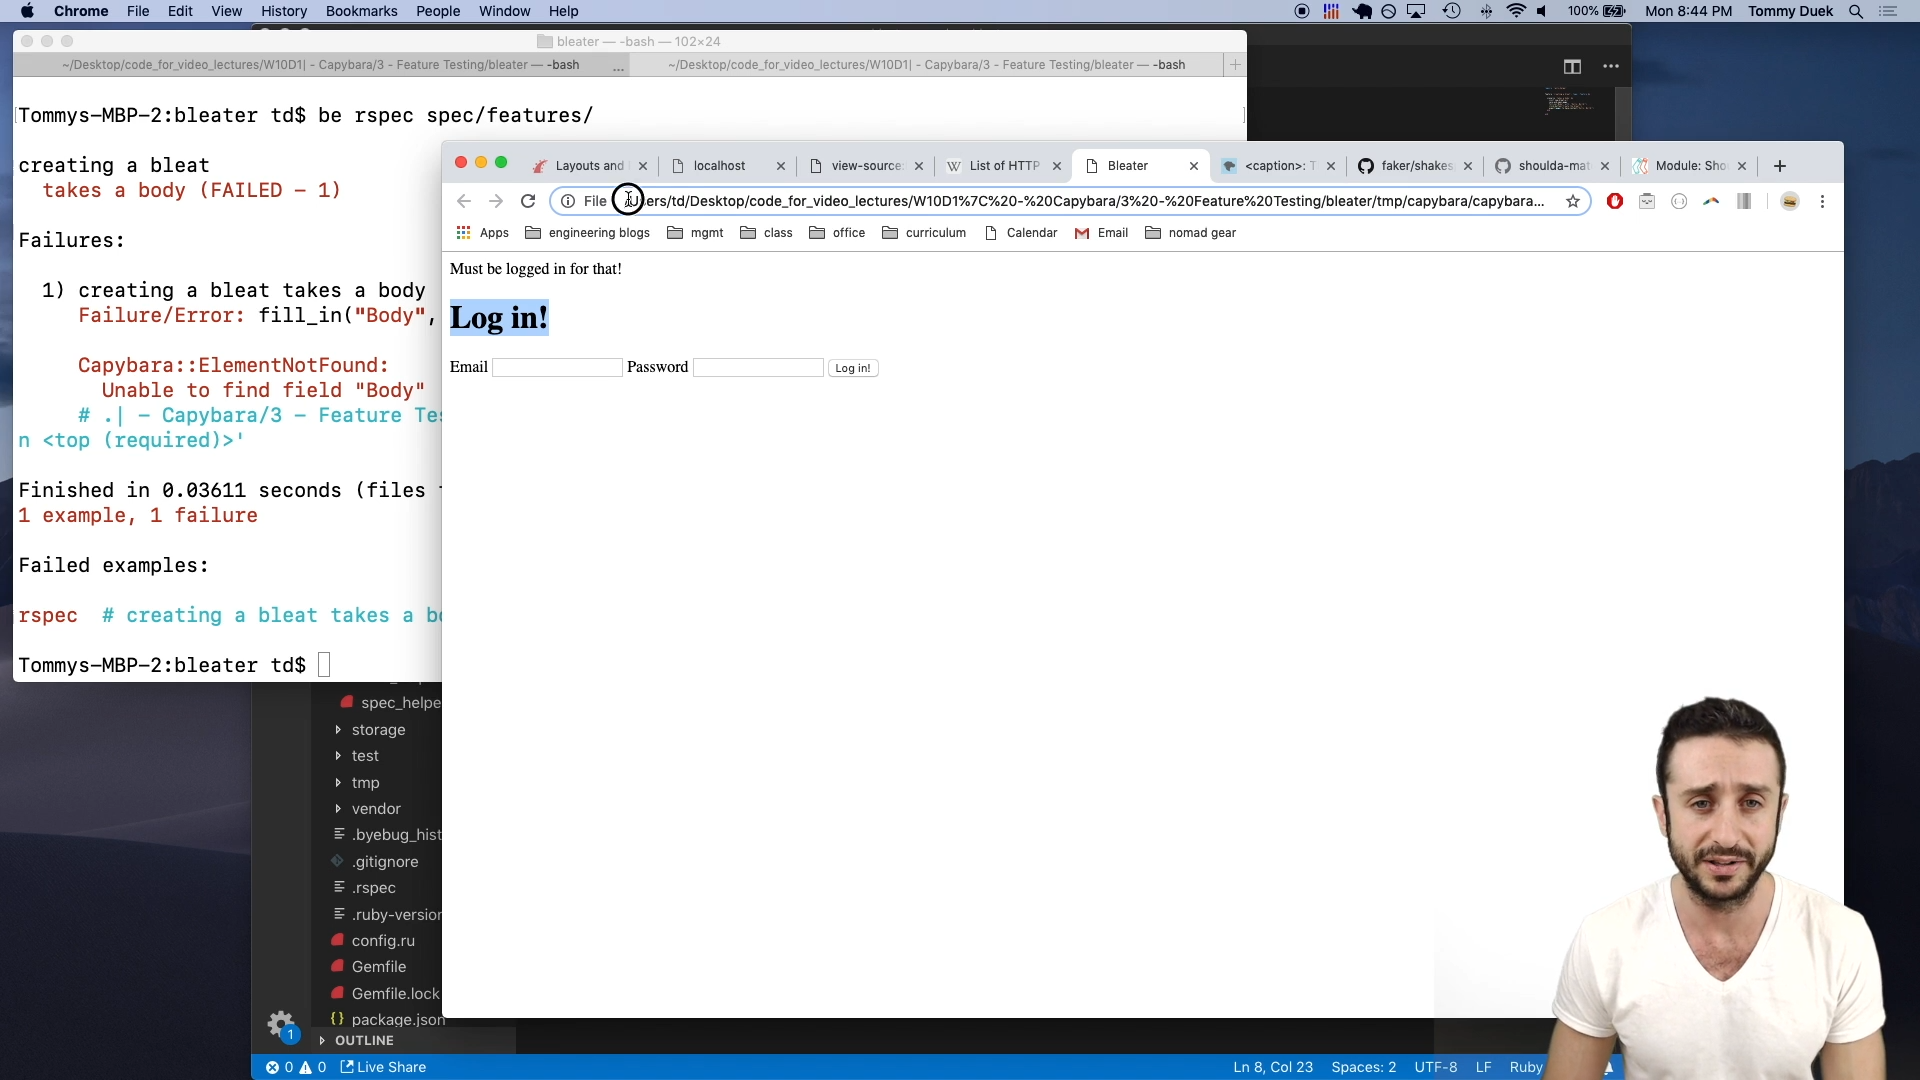 Chrome File Edit View History Bookmarks People Window Help
100% Mon 8:44 PM Tommy Duek
bleater — -bash — 102×24
~/Desktop/code_for_video_lectures/W10D1| - Capybara/3 - Feature Testing/bleater — -bash ...
~/Desktop/code_for_video_lectures/W10D1| - Capybara/3 - Feature Testing/bleater — -bash
Tommys-MBP-2:bleater td$ be rspec spec/features/
creating a bleat
takes a body (FAILED - 1)
Failures:
1) creating a bleat takes a body
Failure/Error: fill_in("Body",
Capybara::ElementNotFound:
Unable to find field "Body"
# .| - Capybara/3 - Feature Tes
n <top (required)>'
Finished in 0.03611 seconds (files
1 example, 1 failure
Failed examples:
rspec # creating a bleat takes a bo
Tommys-MBP-2:bleater td$
Layouts and localhost view-source: List of HTTP Bleater <caption>: T faker/shakes shoulda-mat Module: Shou
File /Users/td/Desktop/code_for_video_lectures/W10D1%7C%20-%20Capybara/3%20-%20Feature%20Testing/bleater/tmp/capybara/capybara...
Apps engineering blogs mgmt class office curriculum Calendar Email nomad gear
Must be logged in for that!
Log in!
Email Password Log in!
spec_helpe
storage
test
tmp
vendor
.byebug_hist
.gitignore
.rspec
.ruby-version
config.ru
Gemfile
Gemfile.lock
package.json
1
OUTLINE
0 0 Live Share
Ln 8, Col 23 Spaces: 2 UTF-8 LF Ruby